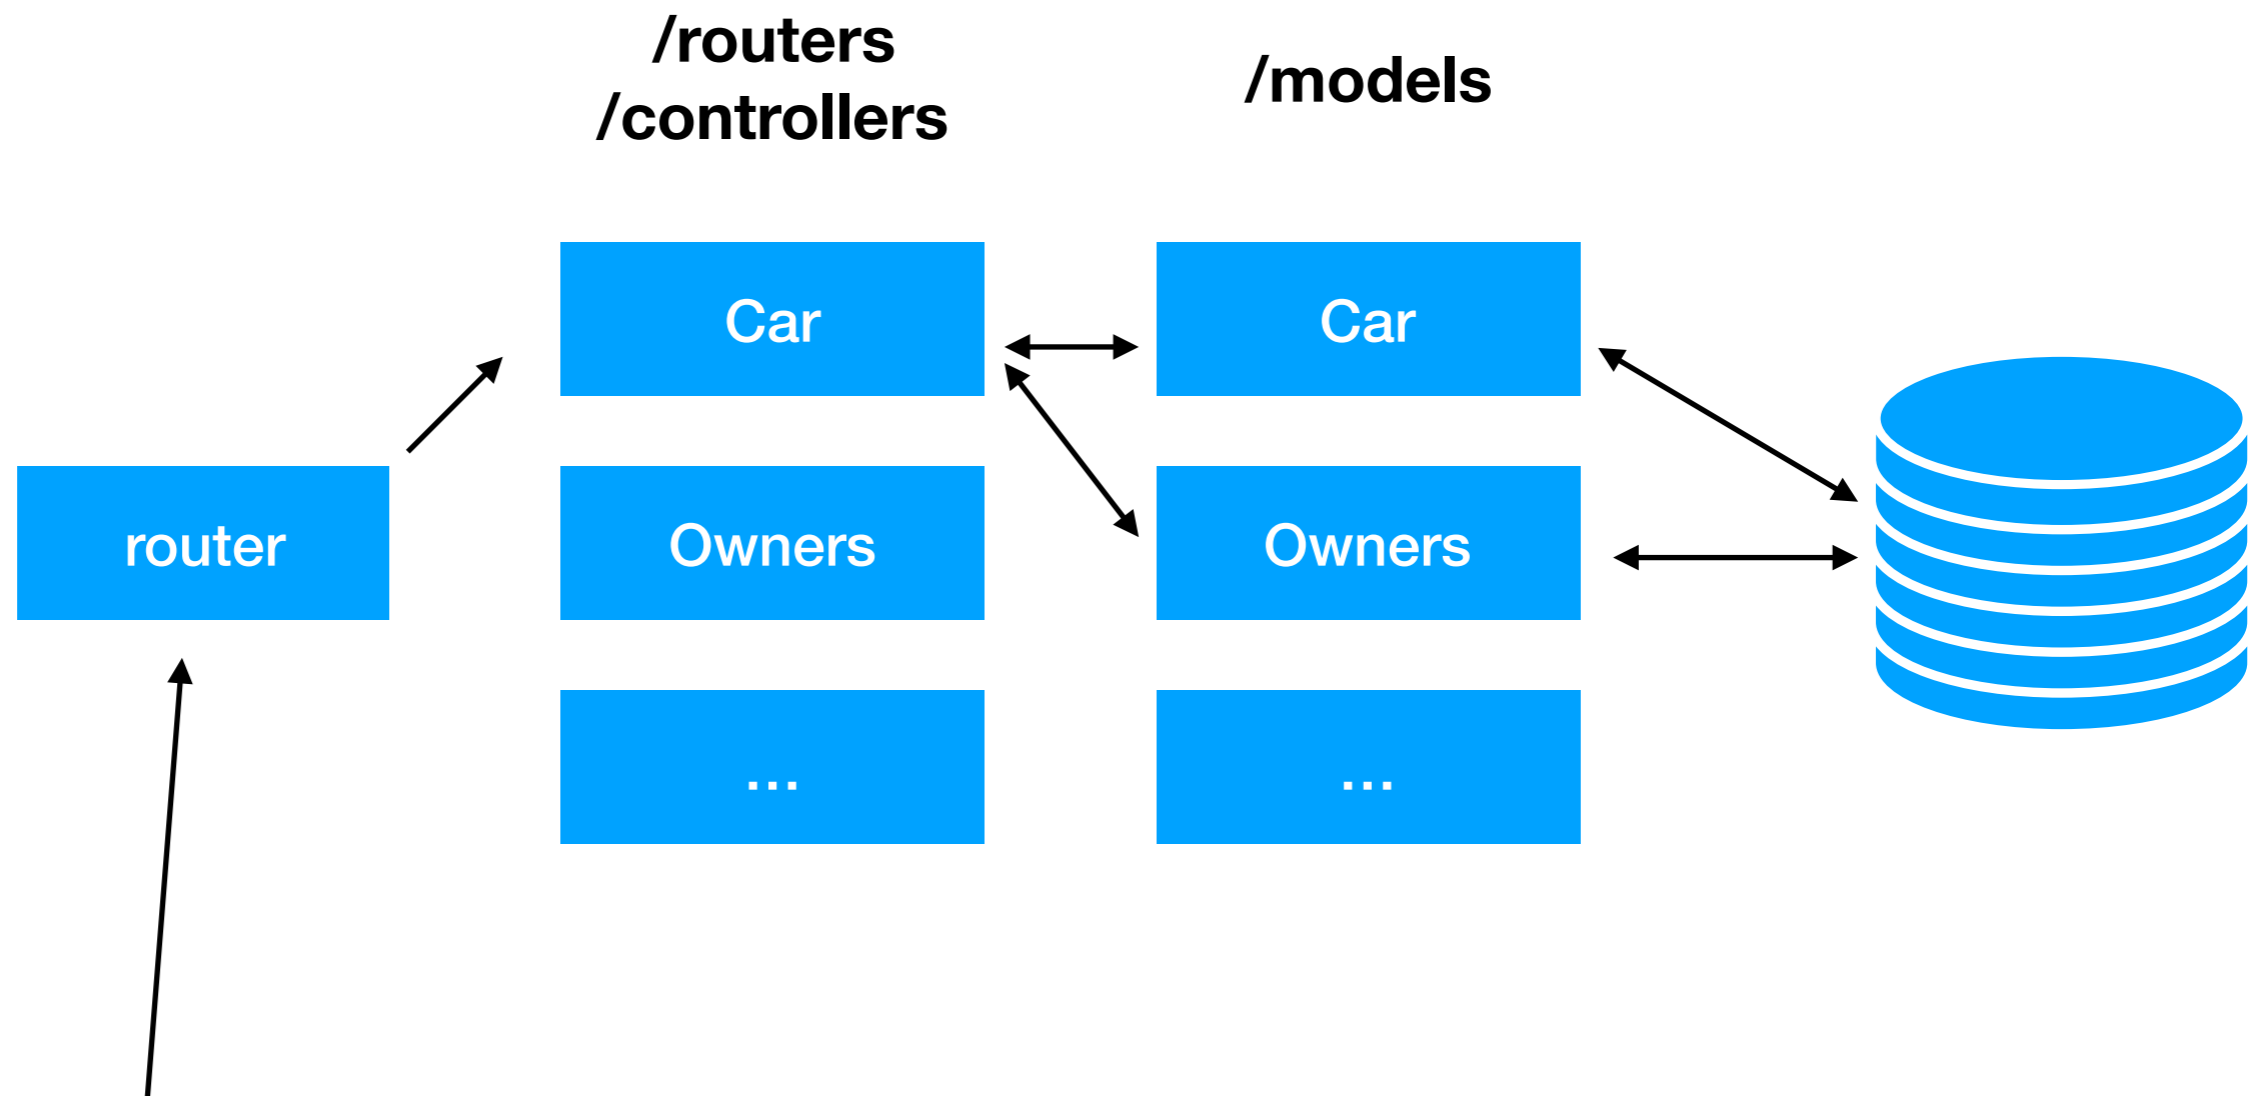 /routers
/controllers
/models
Car
Car
router
Owners
Owners
...
...